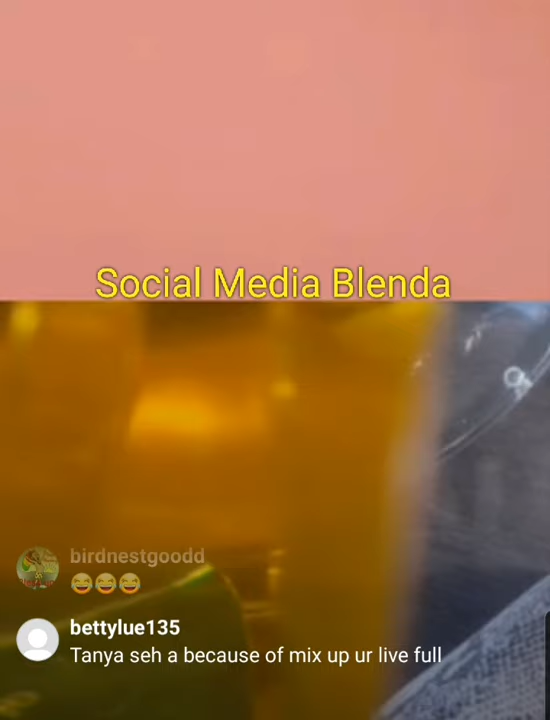 Social Media Blenda
birdnestgoodd
😂😂😂
bettylue135
Tanya seh a because of mix up ur live full